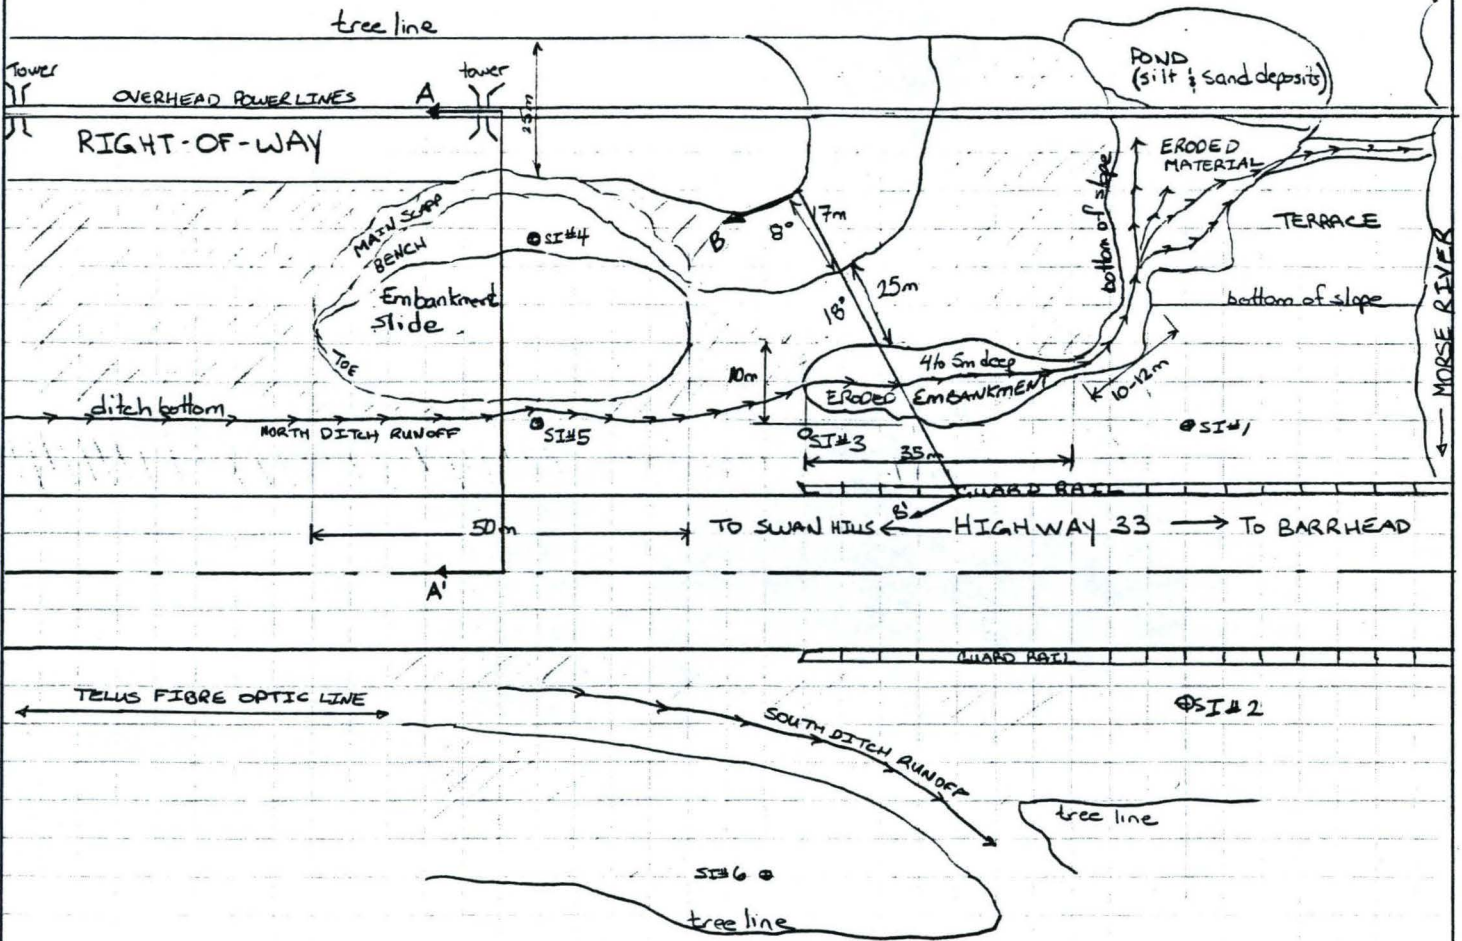 tree line
POND
(silt & sand deposits)
Tower
tower
OVERHEAD POWERLINES
A
25m
RIGHT-OF-WAY
ERODED
MATERIAL
bottom of slope
MAIN SCARP
BENCH
SI#4
B
8°
17m
TERRACE
Embankment
Slide
18°
25m
bottom of slope
MORSE RIVER
TOE
10m
4 to 5m deep
ERODED EMBANKMENT
10-12m
ditch bottom
NORTH DITCH RUNOFF
SI#5
SI#3
SI#1
35m
GUARD RAIL
B'
50m
TO SWAN HILLS
HIGHWAY 33
TO BARRHEAD
A'
GUARD RAIL
TELUS FIBRE OPTIC LINE
SI#2
SOUTH DITCH RUNOFF
tree line
SI#6
tree line